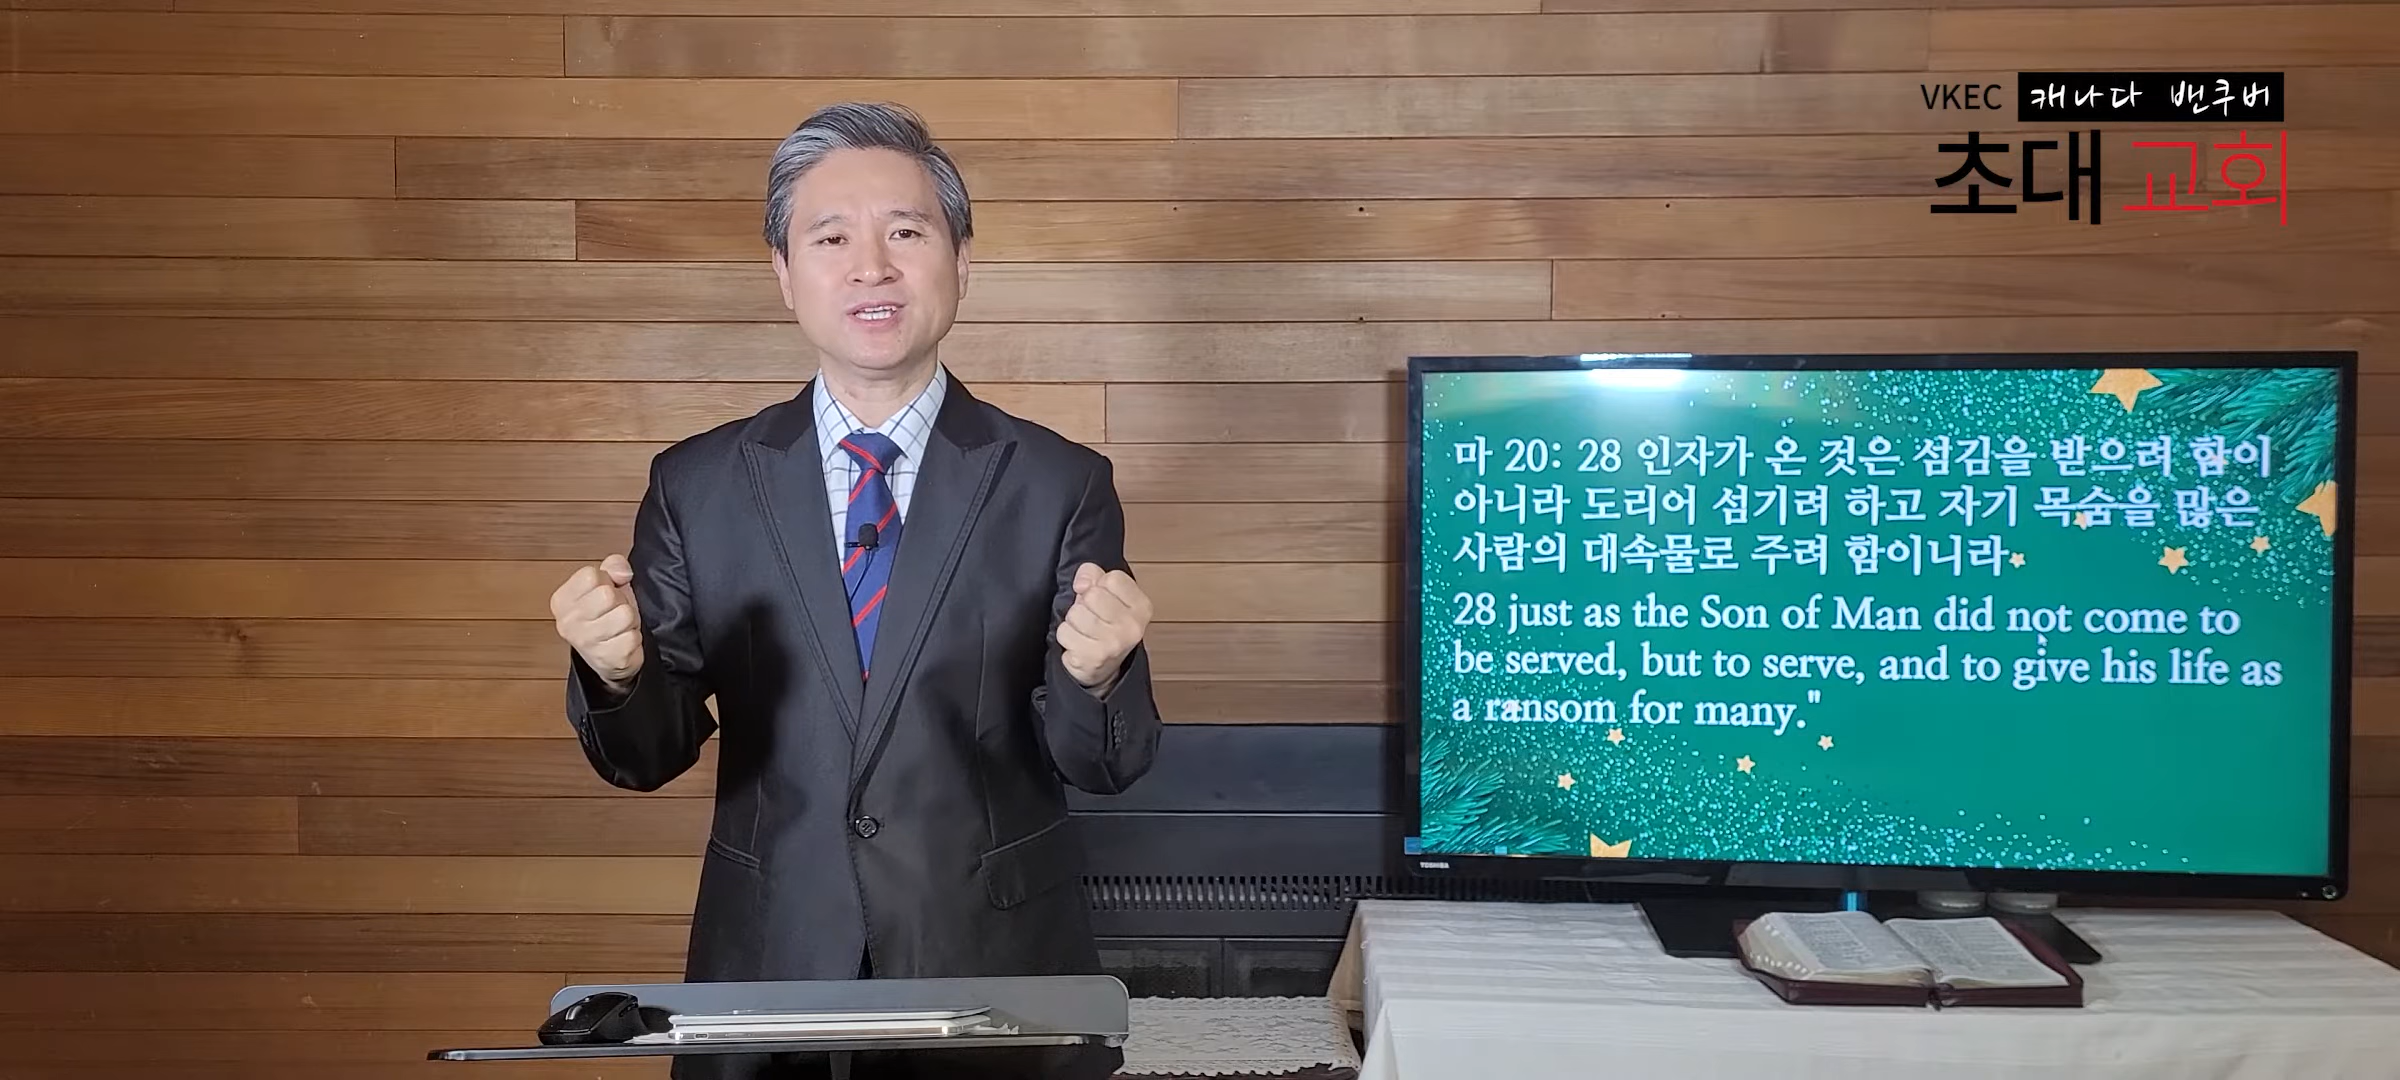 VKEC 캐나다 밴쿠버
초대교회
마 20: 28 인자가 온 것은 섬김을 받으려 함이
아니라 도리어 섬기려 하고 자기 목숨을 많은
사람의 대속물로 주려 함이니라
28 just as the Son of Man did not come to
be served, but to serve, and to give his life as
a ransom for many."
TOSHIBA